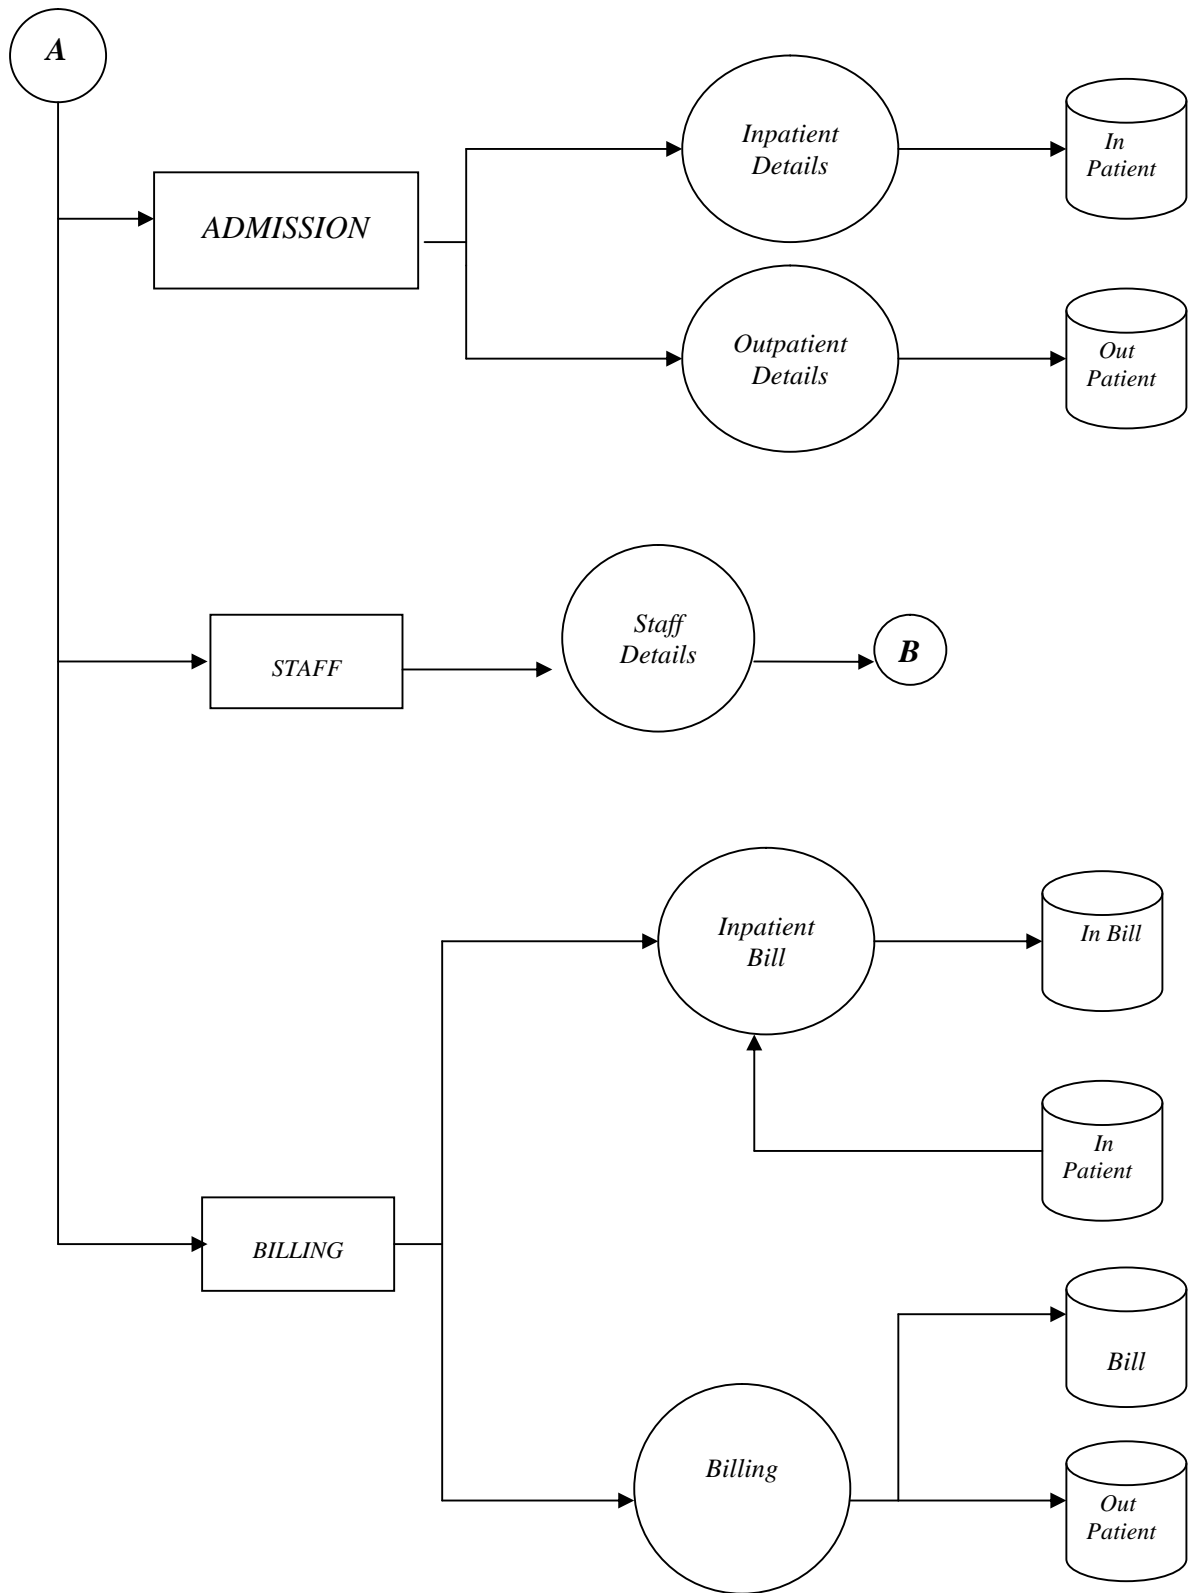 A
Inpatient
Details
In
Patient
ADMISSION
Outpatient
Details
Out
Patient
Staff
Details
B
STAFF
Inpatient
Bill
In Bill
In
Patient
BILLING
Bill
Billing
Out
Patient